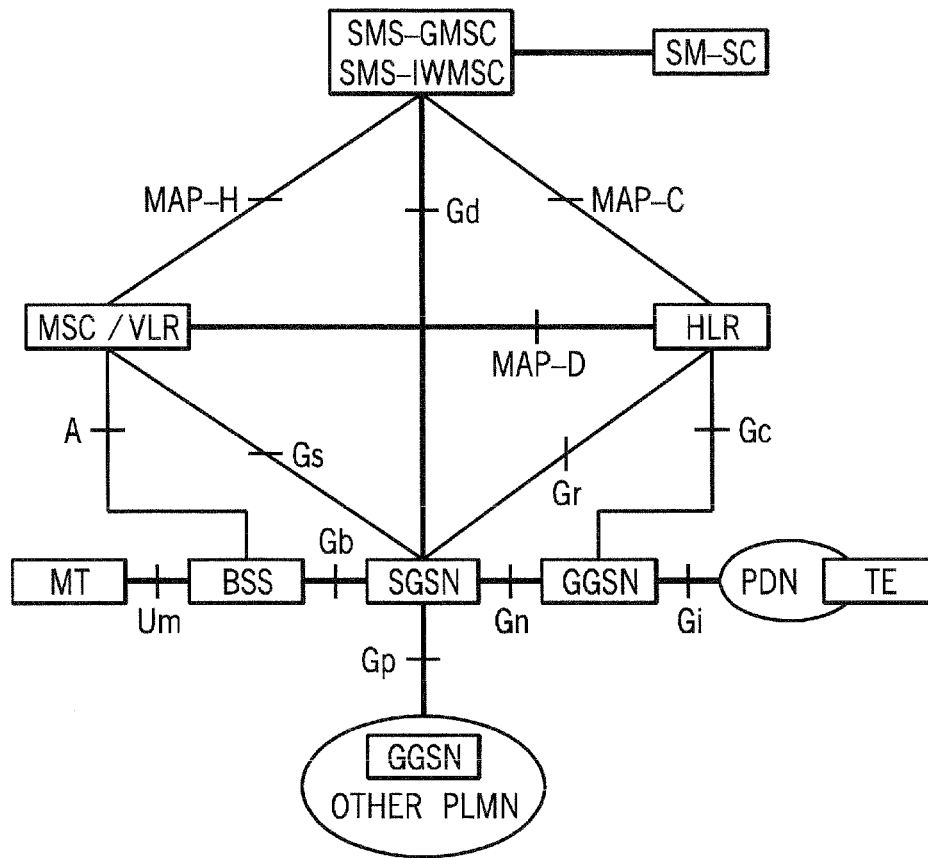 SMS–GMSC
SMS–IWMSC
SM–SC
MAP–H
Gd
MAP–C
MSC / VLR
HLR
MAP–D
A
Gs
Gr
Gc
Gb
MT
BSS
SGSN
GGSN
PDN
TE
Um
Gn
Gi
Gp
GGSN
OTHER PLMN